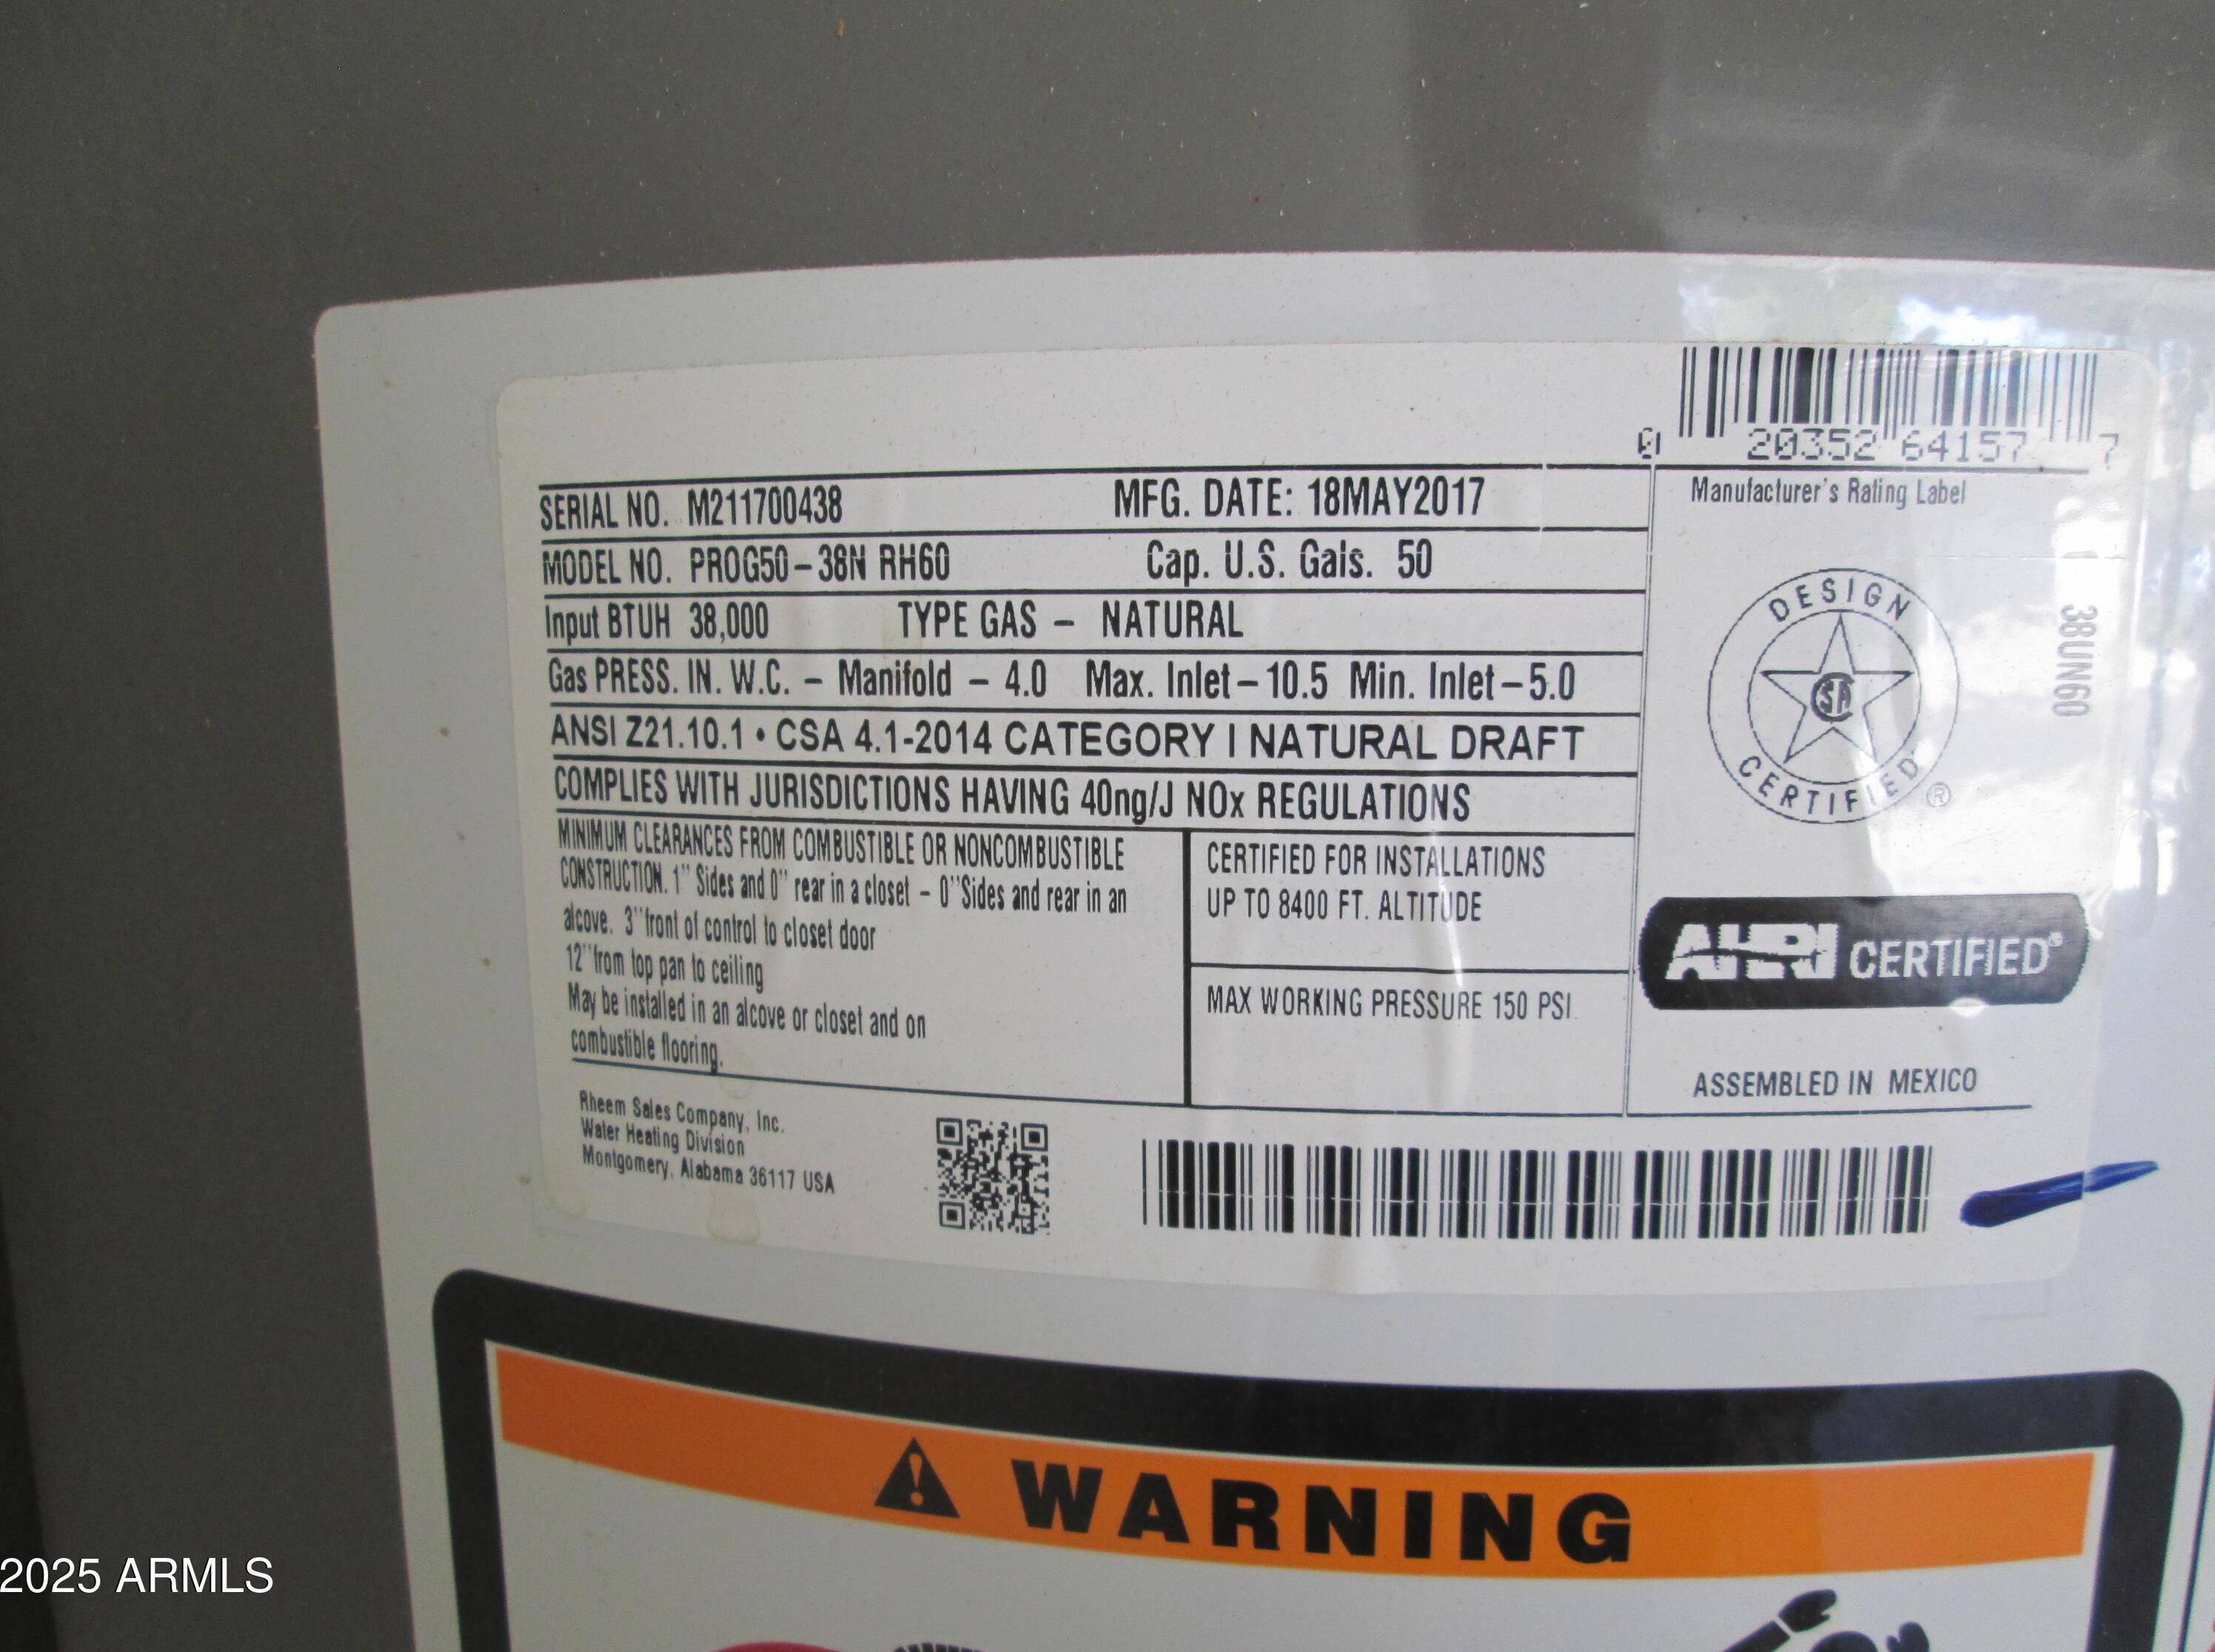 0 20352 64157 7
SERIAL NO. M211700438 MFG. DATE: 18MAY2017
Manufacturer's Rating Label
MODEL NO. PROG50-38N RH60 Cap. U.S. Gals. 50
Input BTUH 38,000 TYPE GAS - NATURAL
Gas PRESS. IN. W.C. - Manifold - 4.0 Max. Inlet-10.5 Min. Inlet-5.0
ANSI Z21.10.1 • CSA 4.1-2014 CATEGORY I NATURAL DRAFT
COMPLIES WITH JURISDICTIONS HAVING 40ng/J NOx REGULATIONS
MINIMUM CLEARANCES FROM COMBUSTIBLE OR NONCOMBUSTIBLE
CONSTRUCTION. 1" Sides and 0" rear in a closet - 0" Sides and rear in an
alcove. 3" front of control to closet door
12" from top pan to ceiling
May be installed in an alcove or closet and on
combustible flooring.
CERTIFIED FOR INSTALLATIONS
UP TO 8400 FT. ALTITUDE
MAX WORKING PRESSURE 150 PSI
DESIGN
SA
CERTIFIED ®
38UN60
AHRI CERTIFIED®
ASSEMBLED IN MEXICO
Rheem Sales Company, Inc.
Water Heating Division
Montgomery, Alabama 36117 USA
WARNING
2025 ARMLS